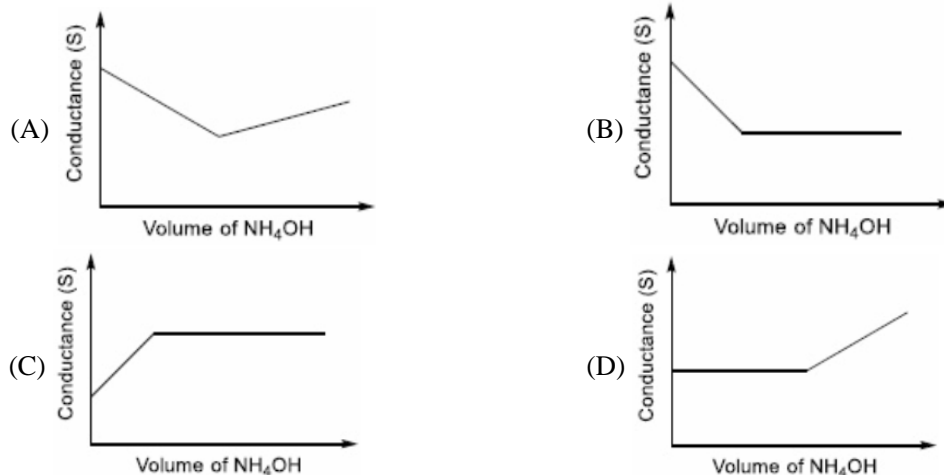 (A)
Conductance (S)
Volume of NH₄OH
(B)
Conductance (S)
Volume of NH₄OH
(C)
Conductance (S)
Volume of NH₄OH
(D)
Conductance (S)
Volume of NH₄OH